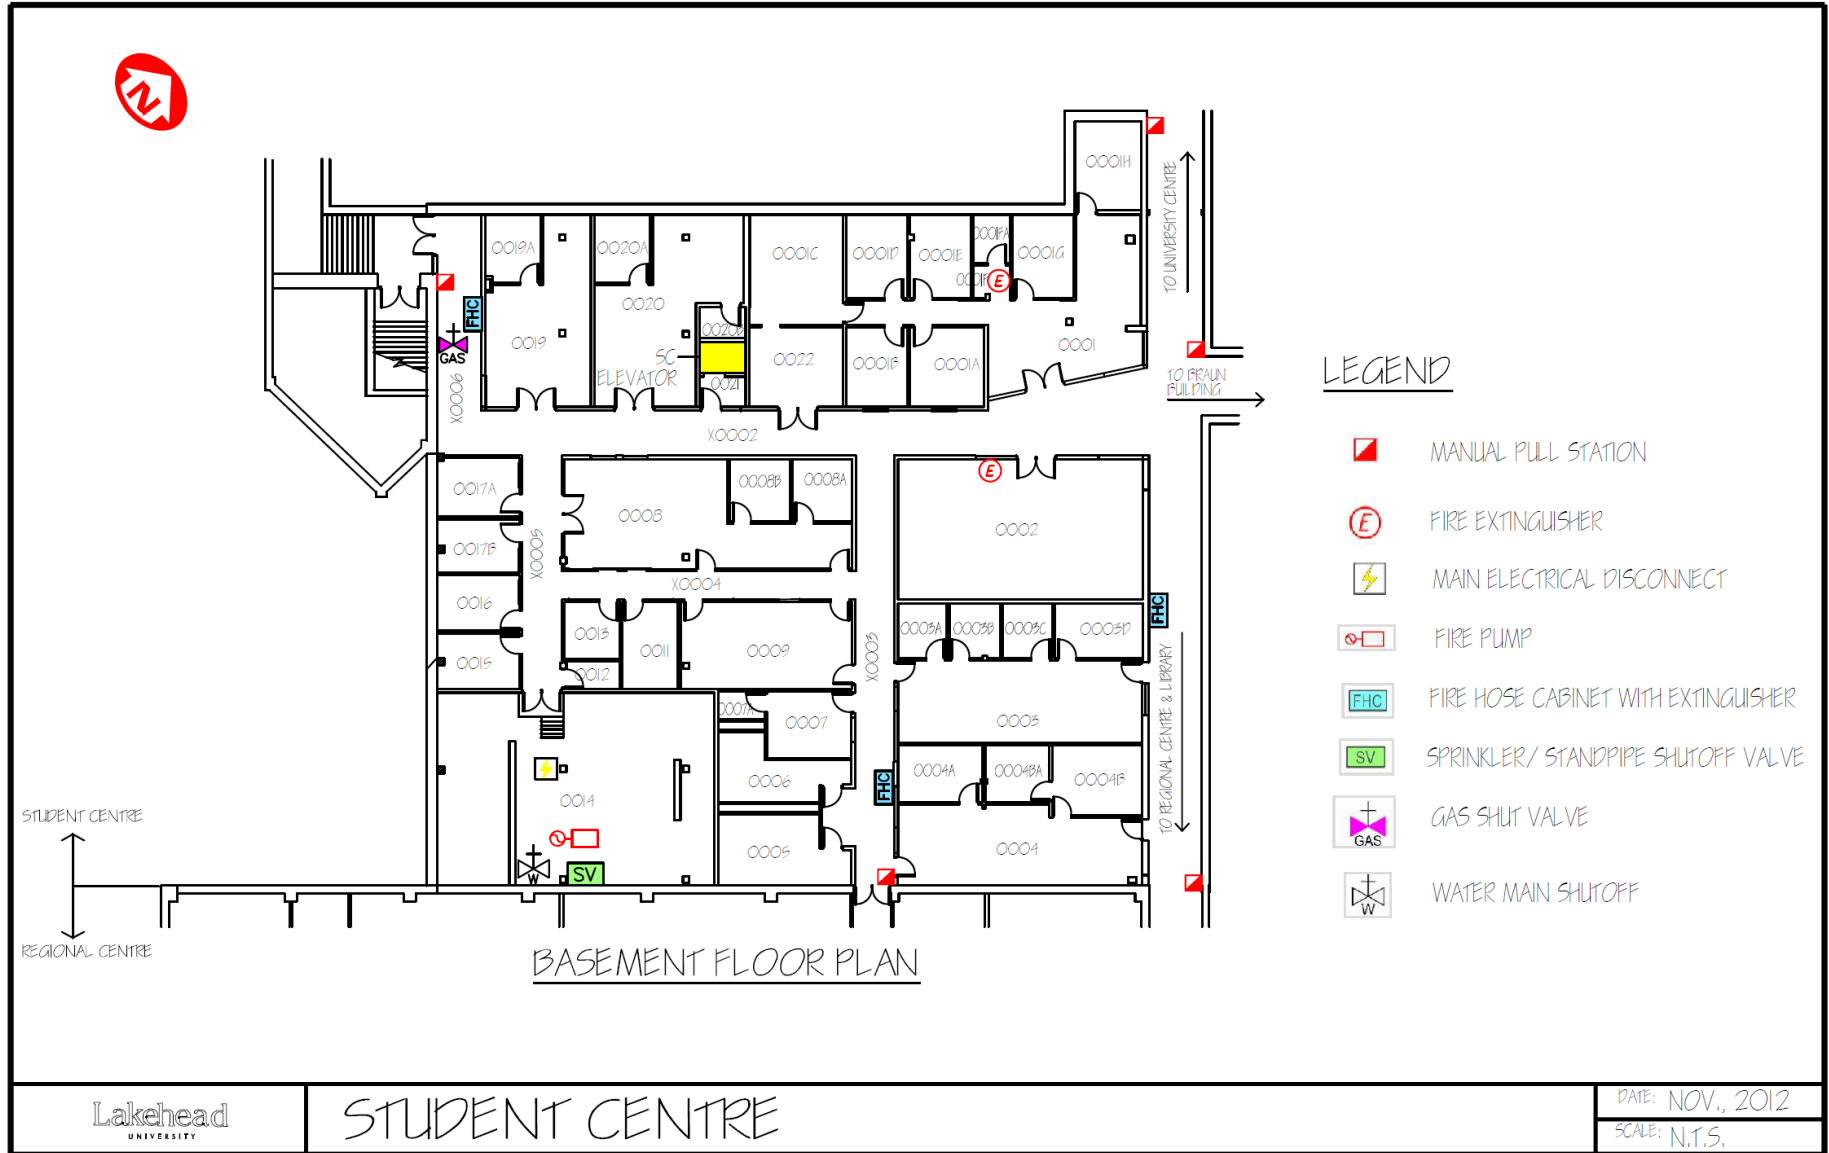 N
0001H
TO UNIVERSITY CENTRE
0019A
0020A
0001C
0001D
0001E
0001FA
0001G
0001F
E
0020
FHC
0019
0020B
GAS
SC
ELEVATOR
0021
0022
0001B
0001A
0001
TO BRAUN
BUILDING
X0006
X0002
LEGEND
MANUAL PULL STATION
E FIRE EXTINGUISHER
MAIN ELECTRICAL DISCONNECT
FIRE PUMP
FHC FIRE HOSE CABINET WITH EXTINGUISHER
SV SPRINKLER/ STANDPIPE SHUTOFF VALVE
GAS GAS SHUT VALVE
W WATER MAIN SHUTOFF
E
0017A
0008B
0008A
0008
0002
0017B
X0005
X0004
0016
FHC
0013
0011
0009
0003A
0003B
0003C
0003D
0015
0012
X0003
TO REGIONAL CENTRE & LIBRARY
0007A
0007
0003
0006
FHC
0004A
0004BA
0004B
0014
0005
0004
W
SV
STUDENT CENTRE
REGIONAL CENTRE
BASEMENT FLOOR PLAN
Lakehead
UNIVERSITY
STUDENT CENTRE
DATE: NOV., 2012
SCALE: N.T.S.